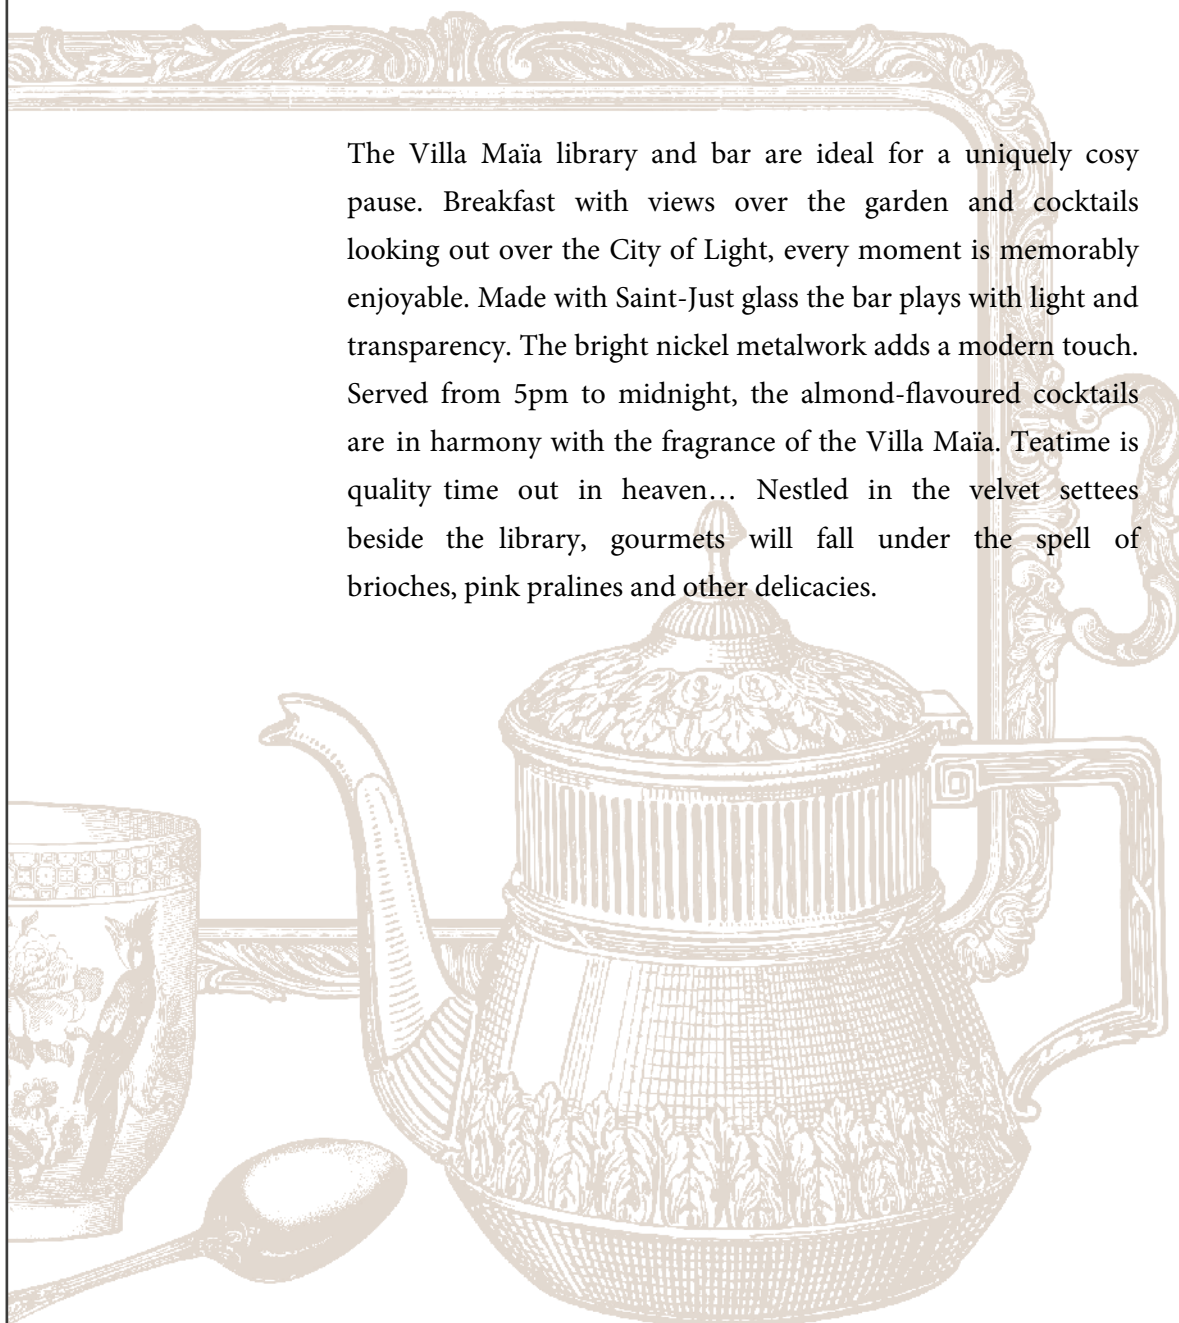 The Villa Maïa library and bar are ideal for a uniquely cosy
pause. Breakfast with views over the garden and cocktails
looking out over the City of Light, every moment is memorably
enjoyable. Made with Saint-Just glass the bar plays with light and
transparency. The bright nickel metalwork adds a modern touch.
Served from 5pm to midnight, the almond-flavoured cocktails
are in harmony with the fragrance of the Villa Maïa. Teatime is
quality time out in heaven… Nestled in the velvet settees
beside the library, gourmets will fall under the spell of
brioches, pink pralines and other delicacies.